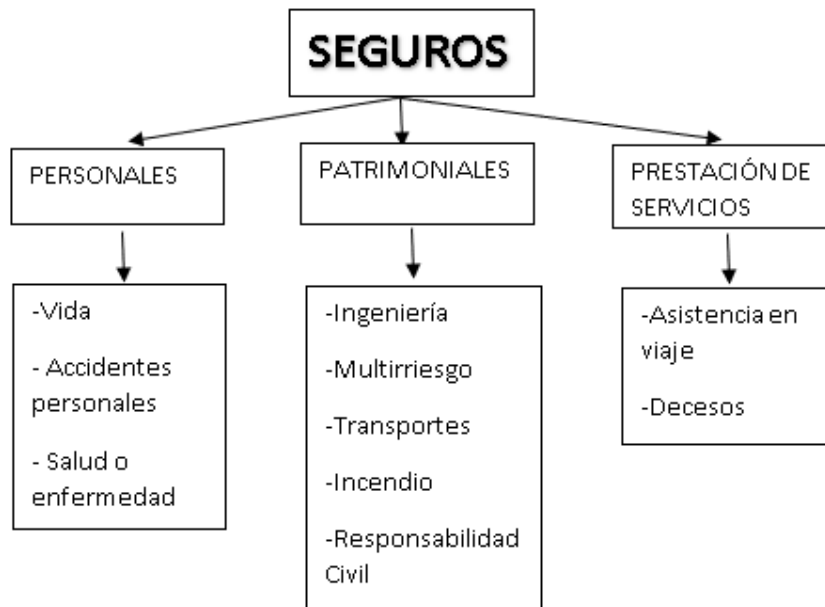 SEGUROS
PERSONALES
PATRIMONIALES
PRESTACIÓN DE
SERVICIOS
-Vida
- Accidentes
personales
- Salud o
enfermedad
-Ingeniería
-Multirriesgo
-Transportes
-Incendio
-Responsabilidad
Civil
-Asistencia en
viaje
-Decesos